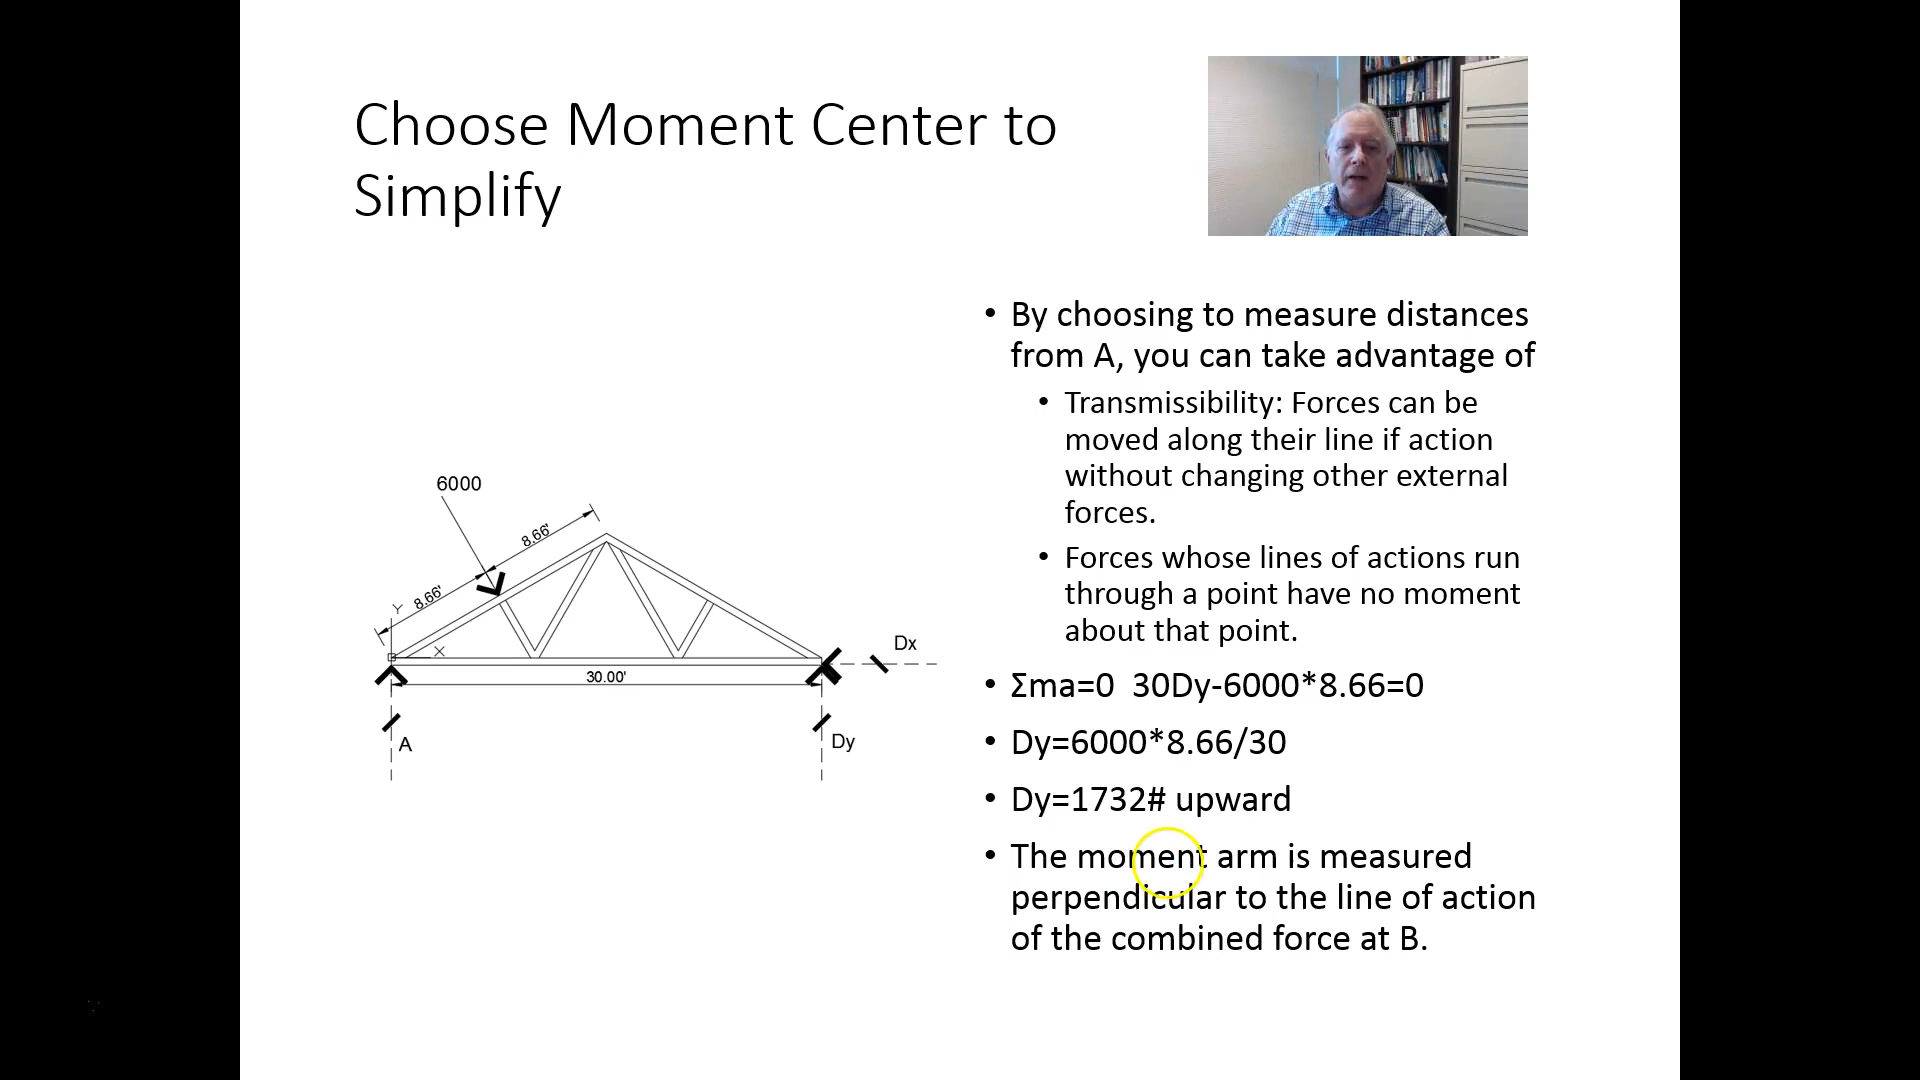 Choose Moment Center to
Simplify
• By choosing to measure distances
from A, you can take advantage of
• Transmissibility: Forces can be
moved along their line if action
without changing other external
forces.
• Forces whose lines of actions run
through a point have no moment
about that point.
• Σma=0 30Dy-6000*8.66=0
• Dy=6000*8.66/30
• Dy=1732# upward
• The moment arm is measured
perpendicular to the line of action
of the combined force at B.
6000
8.66'
8.66'
Y
X
Dx
30.00'
A
Dy